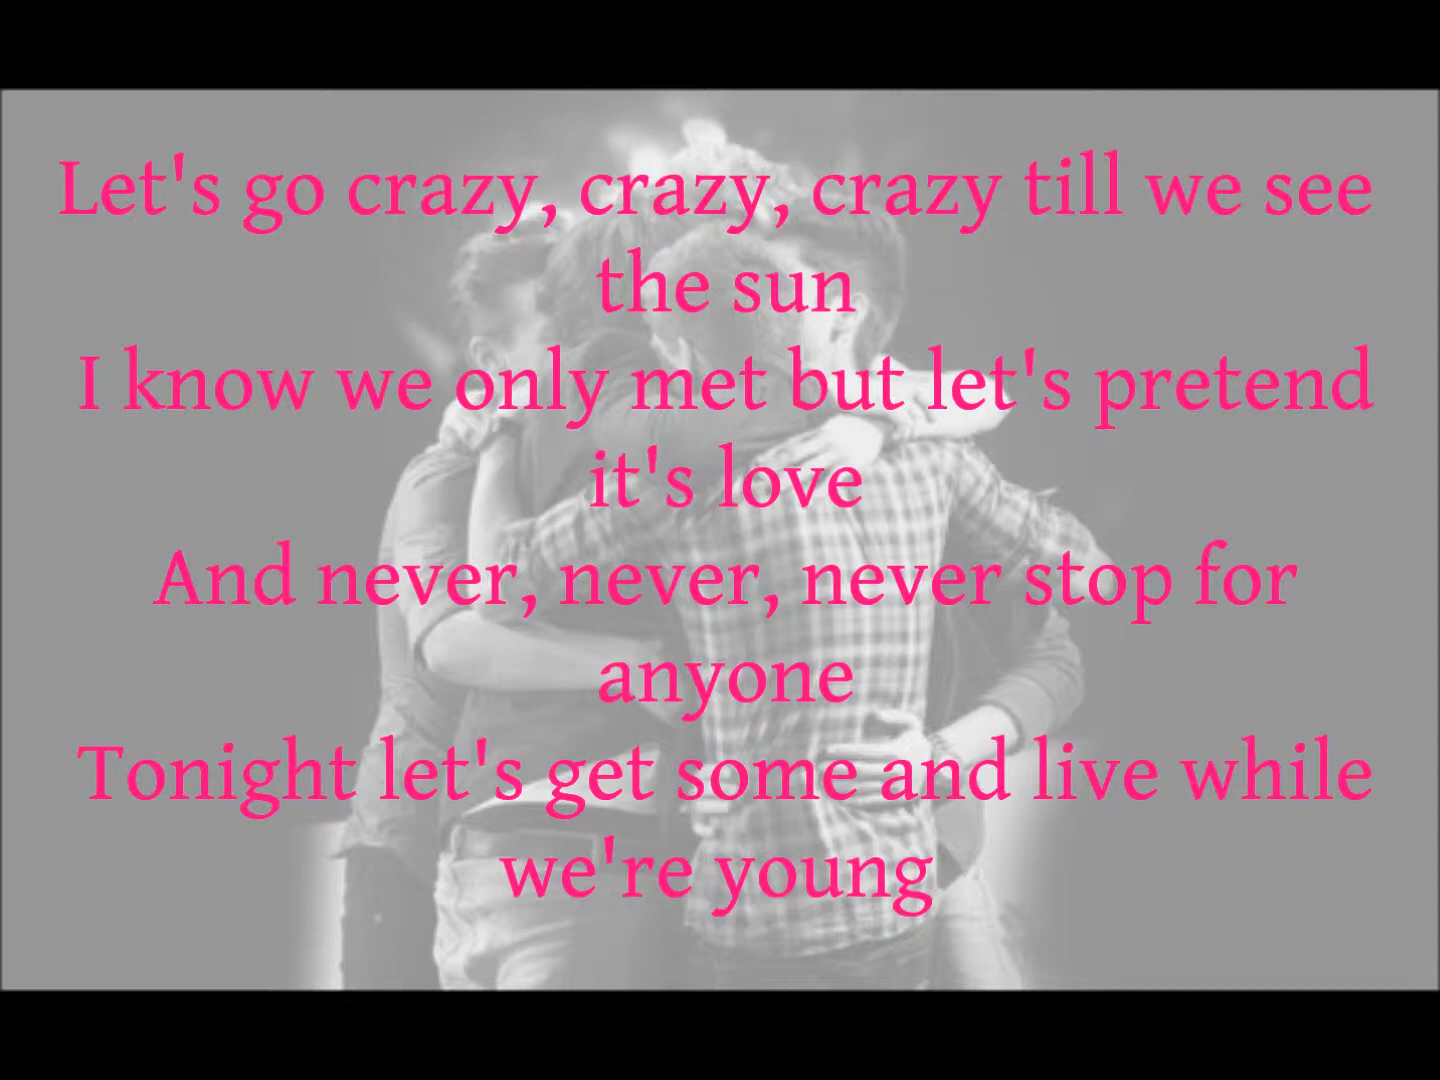 Let's go crazy, crazy, crazy till we see
the sun
I know we only met but let's pretend
it's love
And never, never, never stop for
anyone
Tonight let's get some and live while
we're young